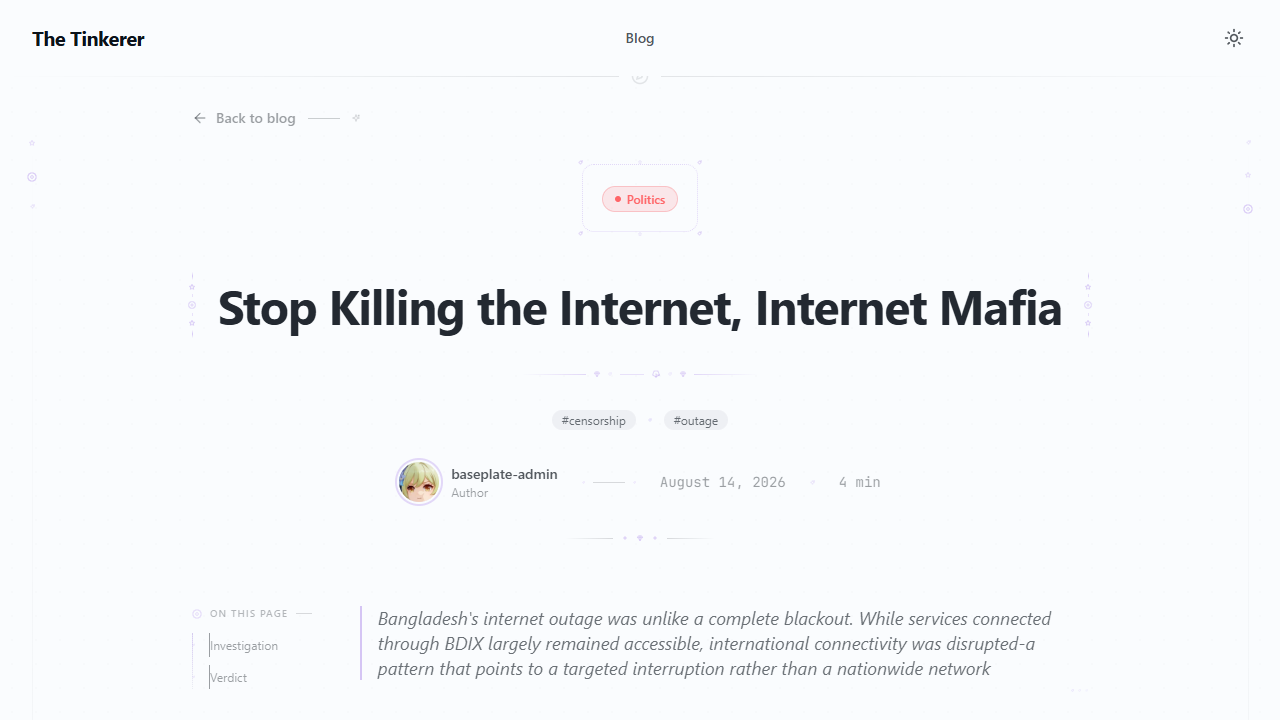 The Tinkerer
Blog
Back to blog
Politics
Stop Killing the Internet, Internet Mafia
#censorship
#outage
baseplate-admin
Author
August 14, 2026
4 min
ON THIS PAGE
Investigation
Verdict
Bangladesh's internet outage was unlike a complete blackout. While services connected
through BDIX largely remained accessible, international connectivity was disrupted-a
pattern that points to a targeted interruption rather than a nationwide network